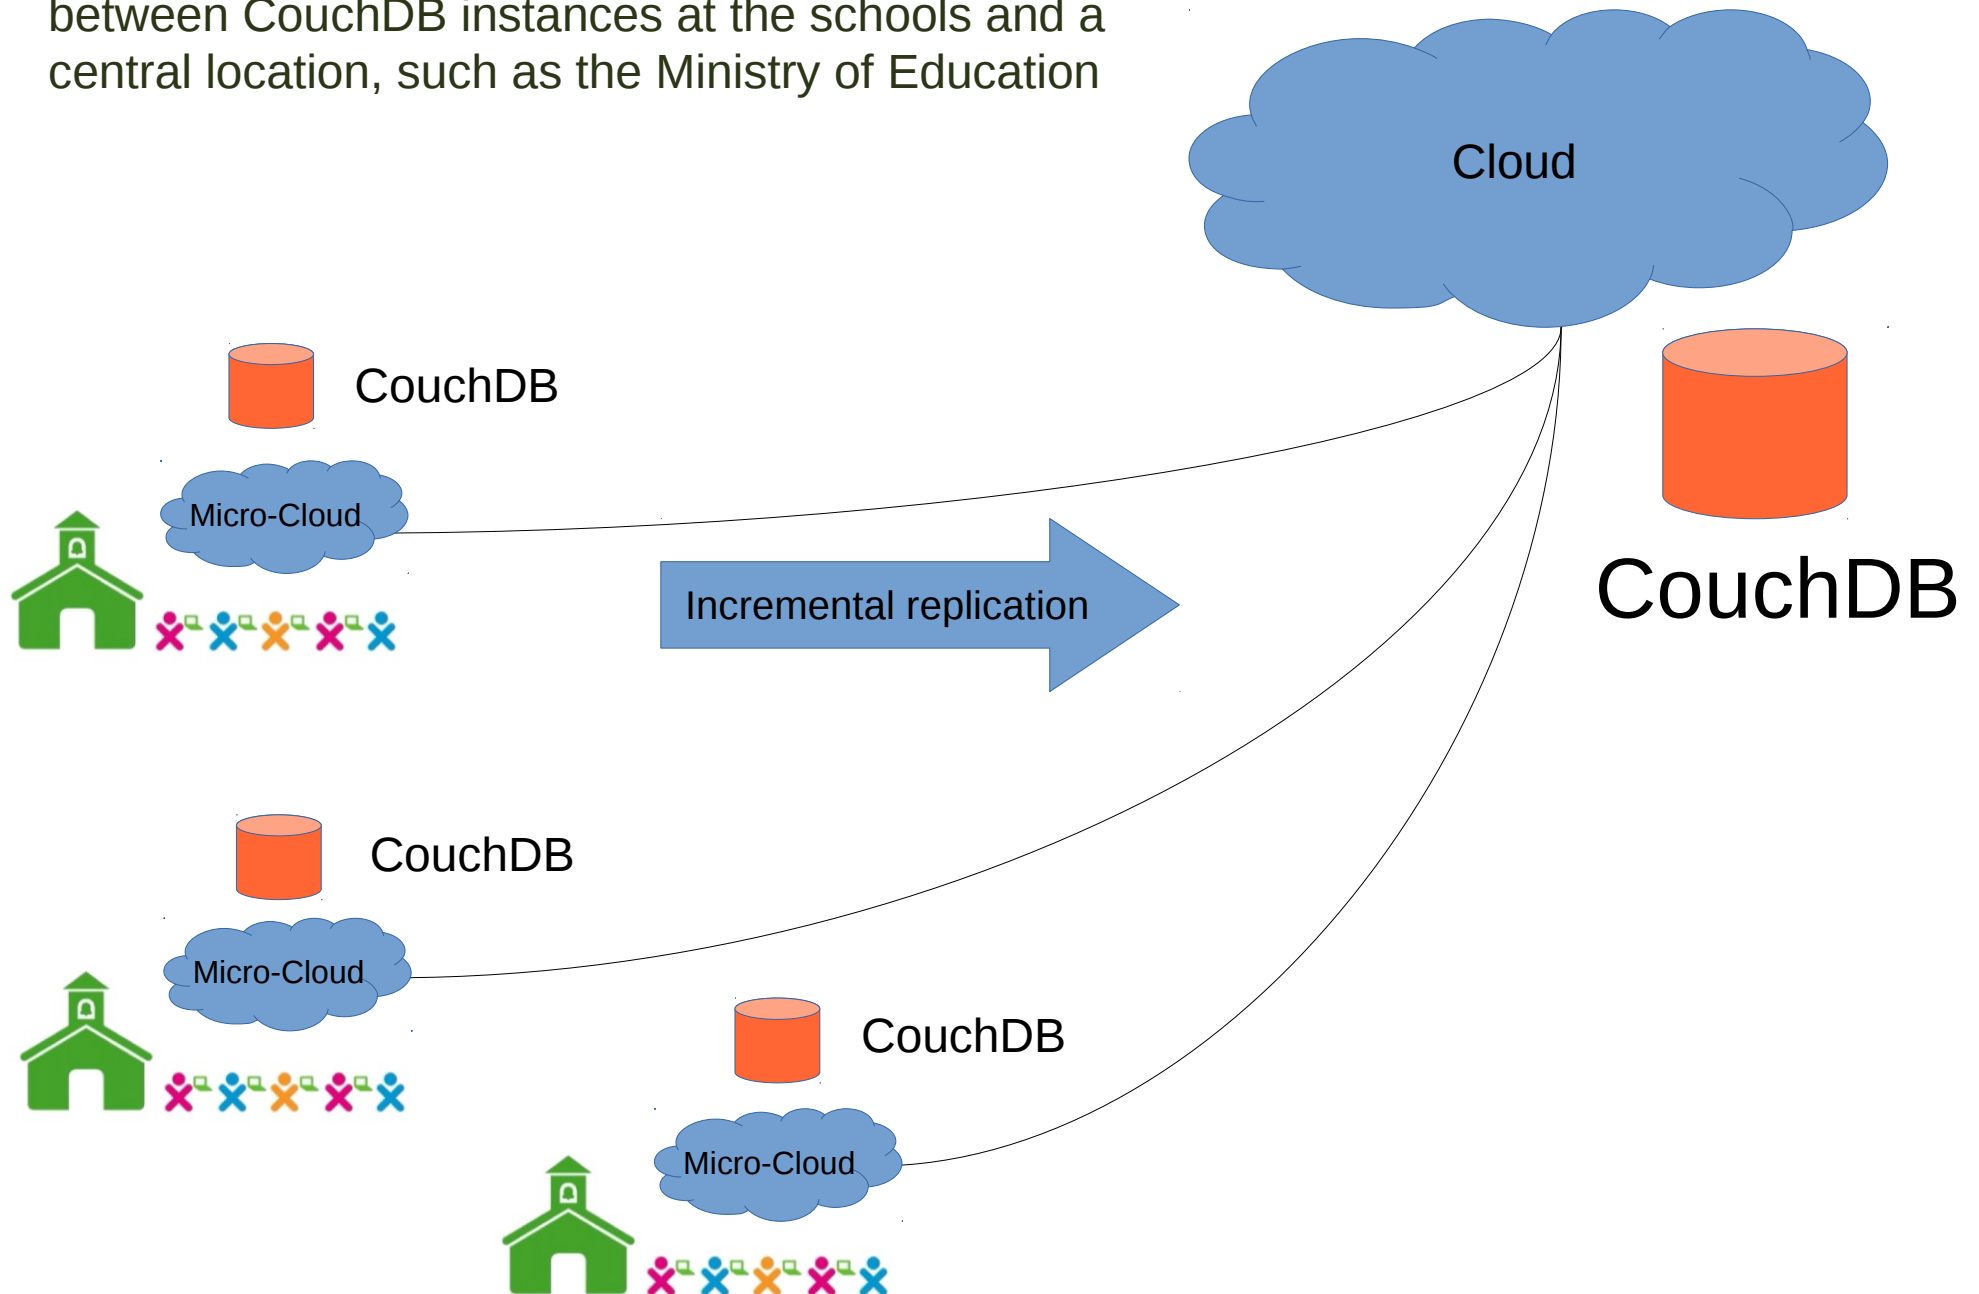 between CouchDB instances at the schools and a
central location, such as the Ministry of Education
Cloud
CouchDB
Micro-Cloud
Incremental replication
CouchDB
CouchDB
Micro-Cloud
CouchDB
Micro-Cloud